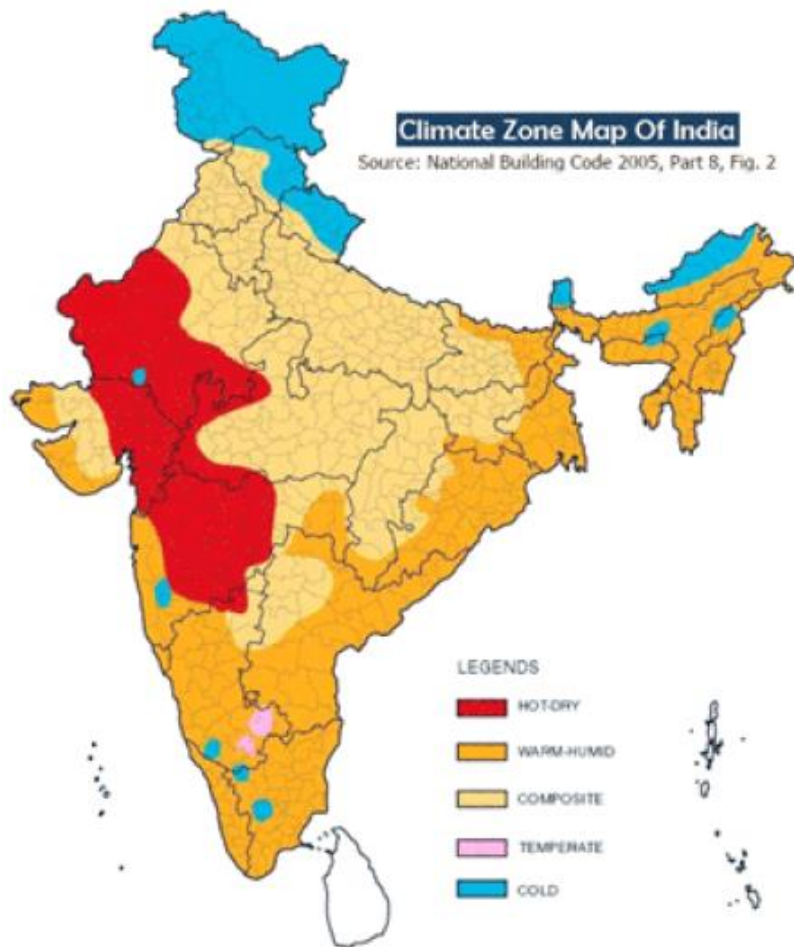 Climate Zone Map Of India
Source: National Building Code 2005, Part 8, Fig. 2
LEGENDS
HOT-DRY
WARM-HUMID
COMPOSITE
TEMPERATE
COLD